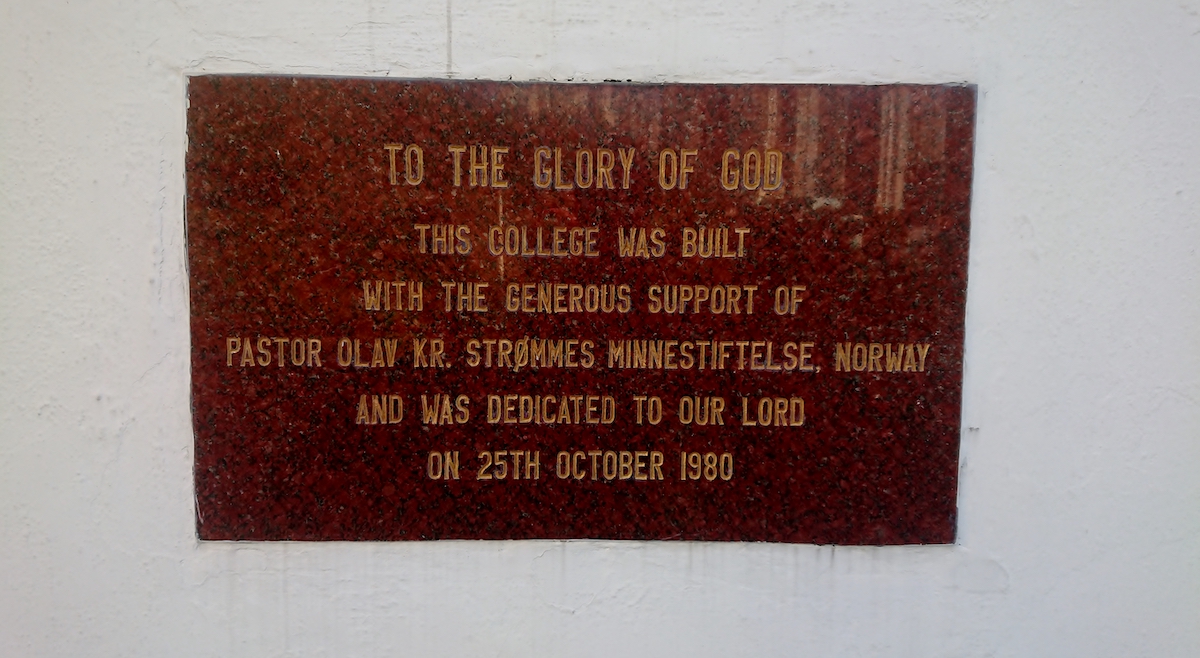 TO THE GLORY OF GOD
THIS COLLEGE WAS BUILT
WITH THE GENEROUS SUPPORT OF
PASTOR OLAV KR. STRØMMES MINNESTIFTELSE, NORWAY
AND WAS DEDICATED TO OUR LORD
ON 25TH OCTOBER 1980